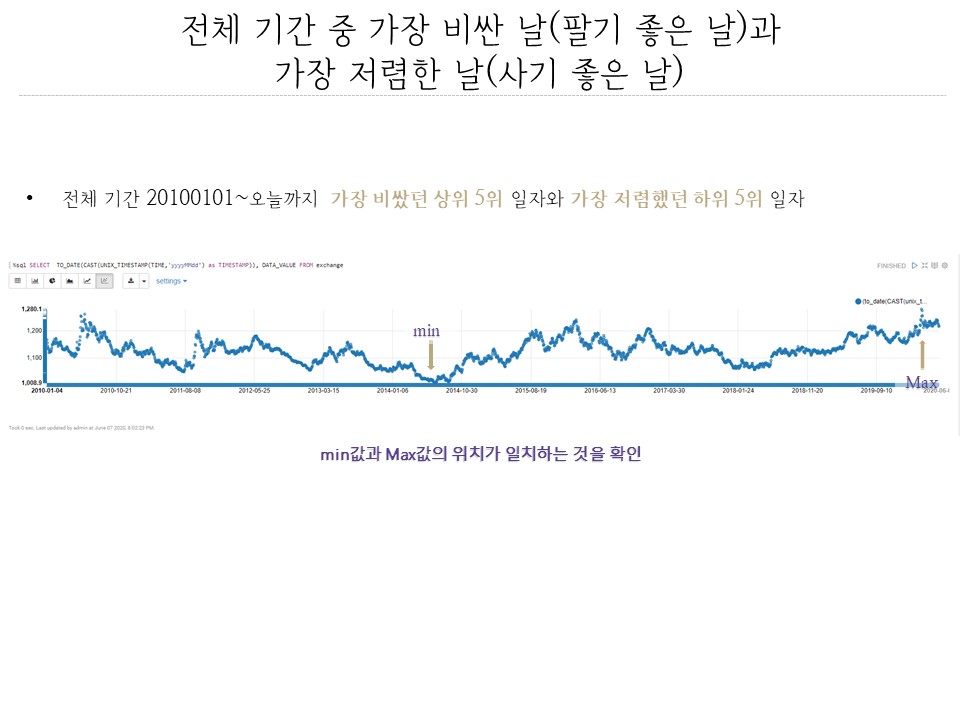 전체 기간 중 가장 비싼 날(팔기 좋은 날)과
가장 저렴한 날(사기 좋은 날)
• 전체 기간 20100101~오늘까지 가장 비쌌던 상위 5위 일자와 가장 저렴했던 하위 5위 일자
%sql SELECT TO_DATE(CAST(UNIX_TIMESTAMP(TIME,'yyyyMMdd') as TIMESTAMP)), DATA_VALUE FROM exchange
FINISHED
settings
(to_date(CAST(unix_t...
1,280.1
1,200
1,100
1,008.9
min
Max
2010-01-04 2010-10-21 2011-08-08 2012-05-25 2013-03-15 2014-01-06 2014-10-30 2015-08-19 2016-06-13 2017-03-30 2018-01-24 2018-11-20 2019-09-10 2020-06-0
Took 0 sec. Last updated by admin at June 07 2020, 8:02:23 PM.
min값과 Max값의 위치가 일치하는 것을 확인